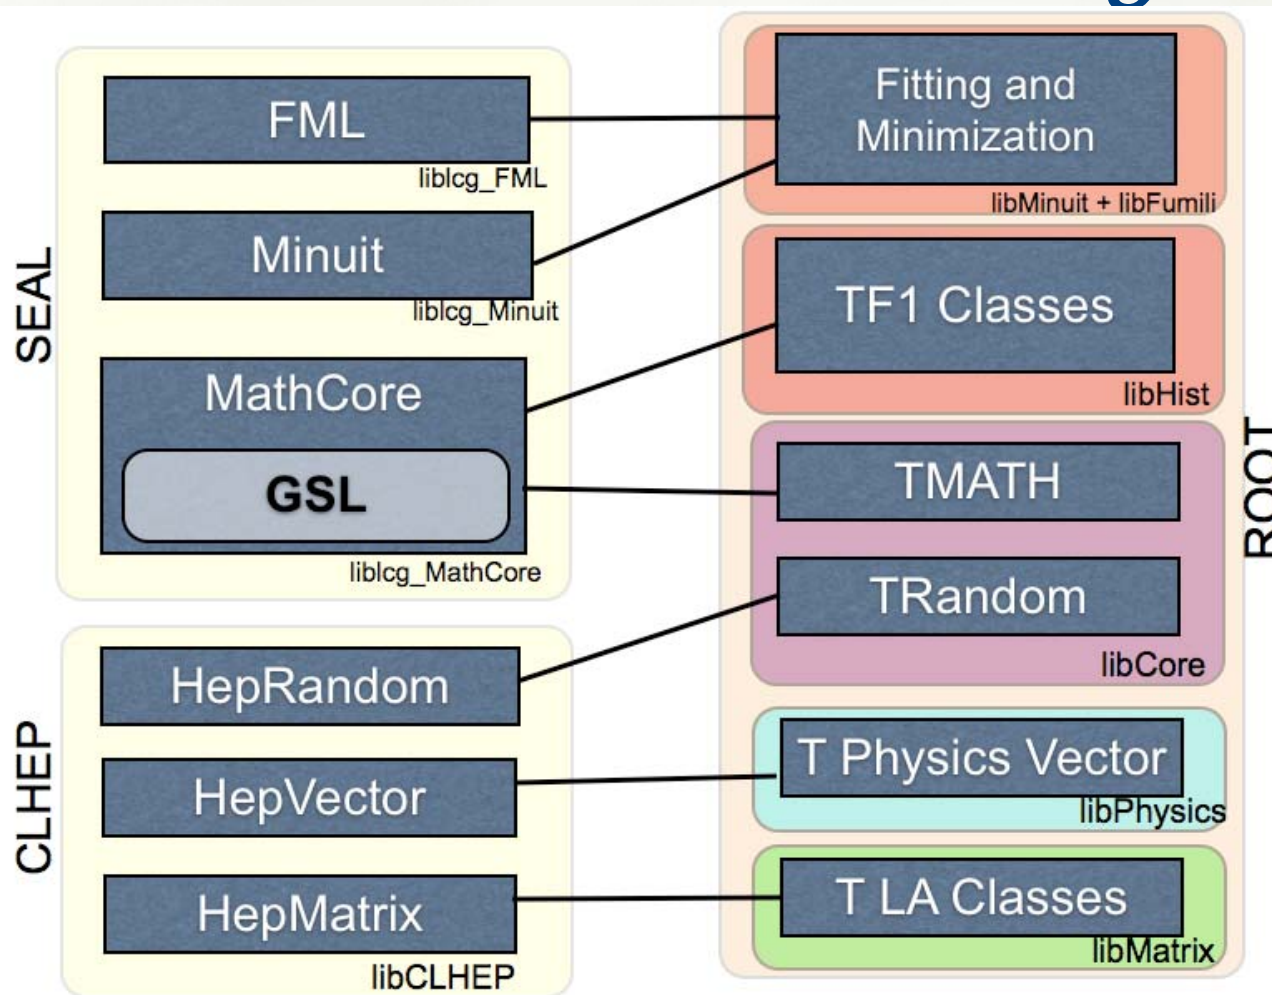 SEAL
FML
liblcg_FML
Minuit
liblcg_Minuit
MathCore
GSL
liblcg_MathCore
CLHEP
HepRandom
HepVector
HepMatrix
libCLHEP
ROOT
Fitting and
Minimization
libMinuit + libFumili
TF1 Classes
libHist
TMATH
TRandom
libCore
T Physics Vector
libPhysics
T LA Classes
libMatrix